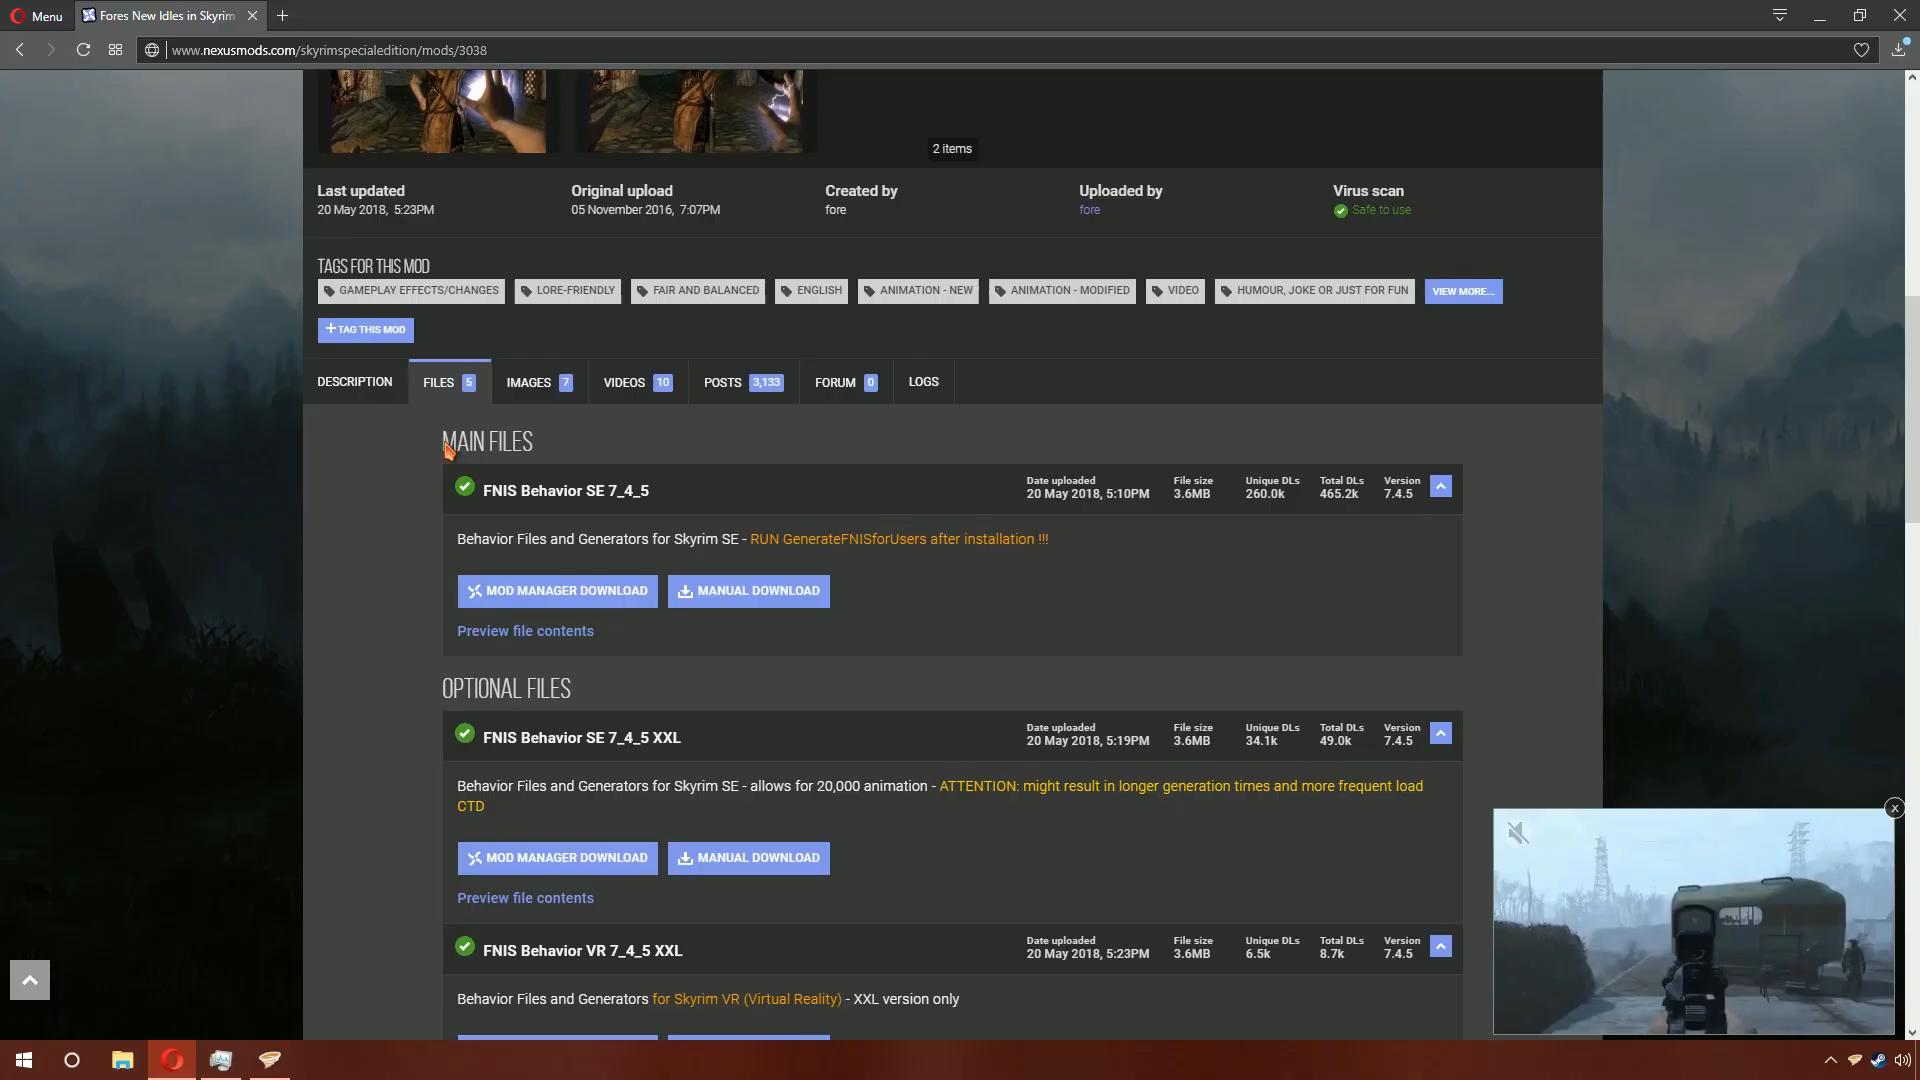 Menu
Fores New Idles in Skyrim
www.nexusmods.com/skyrimspecialedition/mods/3038
2 items
Last updated
20 May 2018, 5:23PM
Original upload
05 November 2016, 7:07PM
Created by
fore
Uploaded by
fore
Virus scan
Safe to use
TAGS FOR THIS MOD
GAMEPLAY EFFECTS/CHANGES
LORE-FRIENDLY
FAIR AND BALANCED
ENGLISH
ANIMATION - NEW
ANIMATION - MODIFIED
VIDEO
HUMOUR, JOKE OR JUST FOR FUN
VIEW MORE...
+ TAG THIS MOD
DESCRIPTION
FILES 5
IMAGES 7
VIDEOS 10
POSTS 3,133
FORUM 0
LOGS
MAIN FILES
FNIS Behavior SE 7_4_5
Date uploaded
20 May 2018, 5:10PM
File size
3.6MB
Unique DLs
260.0k
Total DLs
465.2k
Version
7.4.5
Behavior Files and Generators for Skyrim SE - RUN GenerateFNISforUsers after installation !!!
MOD MANAGER DOWNLOAD
MANUAL DOWNLOAD
Preview file contents
OPTIONAL FILES
FNIS Behavior SE 7_4_5 XXL
Date uploaded
20 May 2018, 5:19PM
File size
3.6MB
Unique DLs
34.1k
Total DLs
49.0k
Version
7.4.5
Behavior Files and Generators for Skyrim SE - allows for 20,000 animation - ATTENTION: might result in longer generation times and more frequent load
CTD
MOD MANAGER DOWNLOAD
MANUAL DOWNLOAD
Preview file contents
FNIS Behavior VR 7_4_5 XXL
Date uploaded
20 May 2018, 5:23PM
File size
3.6MB
Unique DLs
6.5k
Total DLs
8.7k
Version
7.4.5
Behavior Files and Generators for Skyrim VR (Virtual Reality) - XXL version only